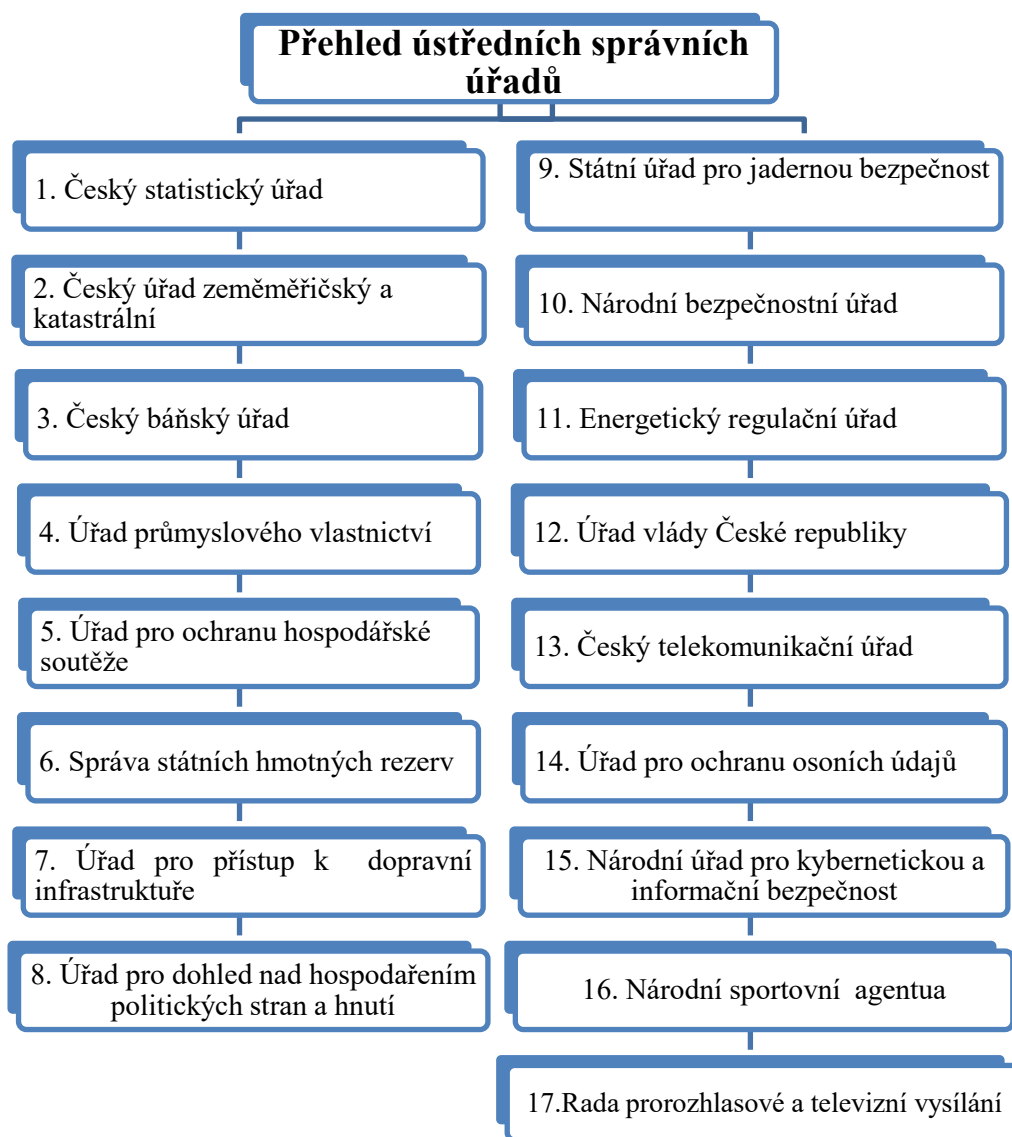 Přehled ústředních správních
úřadů
1. Český statistický úřad
2. Český úřad zeměměřičský a
katastrální
3. Český báňský úřad
4. Úřad průmyslového vlastnictví
5. Úřad pro ochranu hospodářské
soutěže
6. Správa státních hmotných rezerv
7. Úřad pro přístup k dopravní
infrastruktuře
8. Úřad pro dohled nad hospodařením
politických stran a hnutí
9. Státní úřad pro jadernou bezpečnost
10. Národní bezpečnostní úřad
11. Energetický regulační úřad
12. Úřad vlády České republiky
13. Český telekomunikační úřad
14. Úřad pro ochranu osoních údajů
15. Národní úřad pro kybernetickou a
informační bezpečnost
16. Národní sportovní agentua
17.Rada prorozhlasové a televizní vysílání